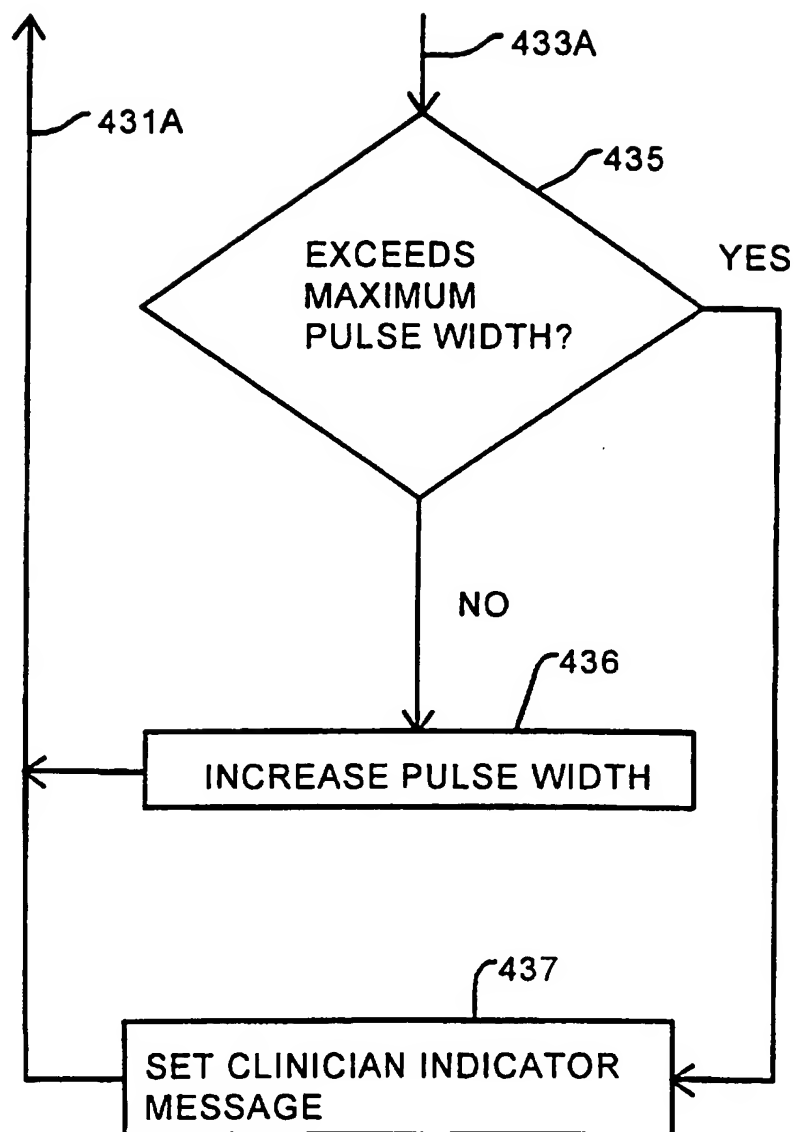 433A
431A
435
EXCEEDS
MAXIMUM
PULSE WIDTH?
YES
NO
436
INCREASE PULSE WIDTH
437
SET CLINICIAN INDICATOR
MESSAGE